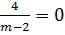 4/(m−2) = 0